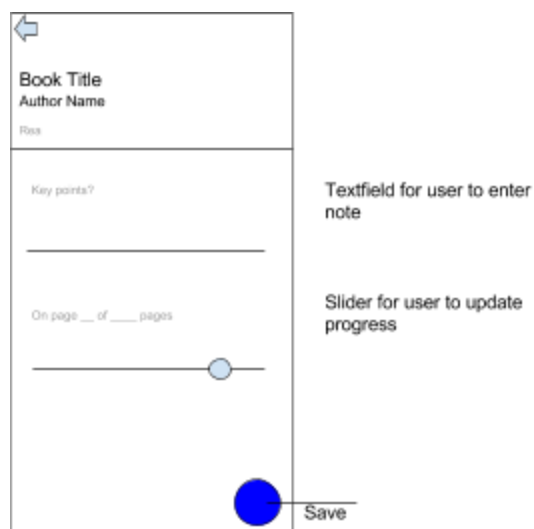 Book Title
Author Name
Rea
Key points?
Textfield for user to enter
note
On page __ of ____ pages
Slider for user to update
progress
Save